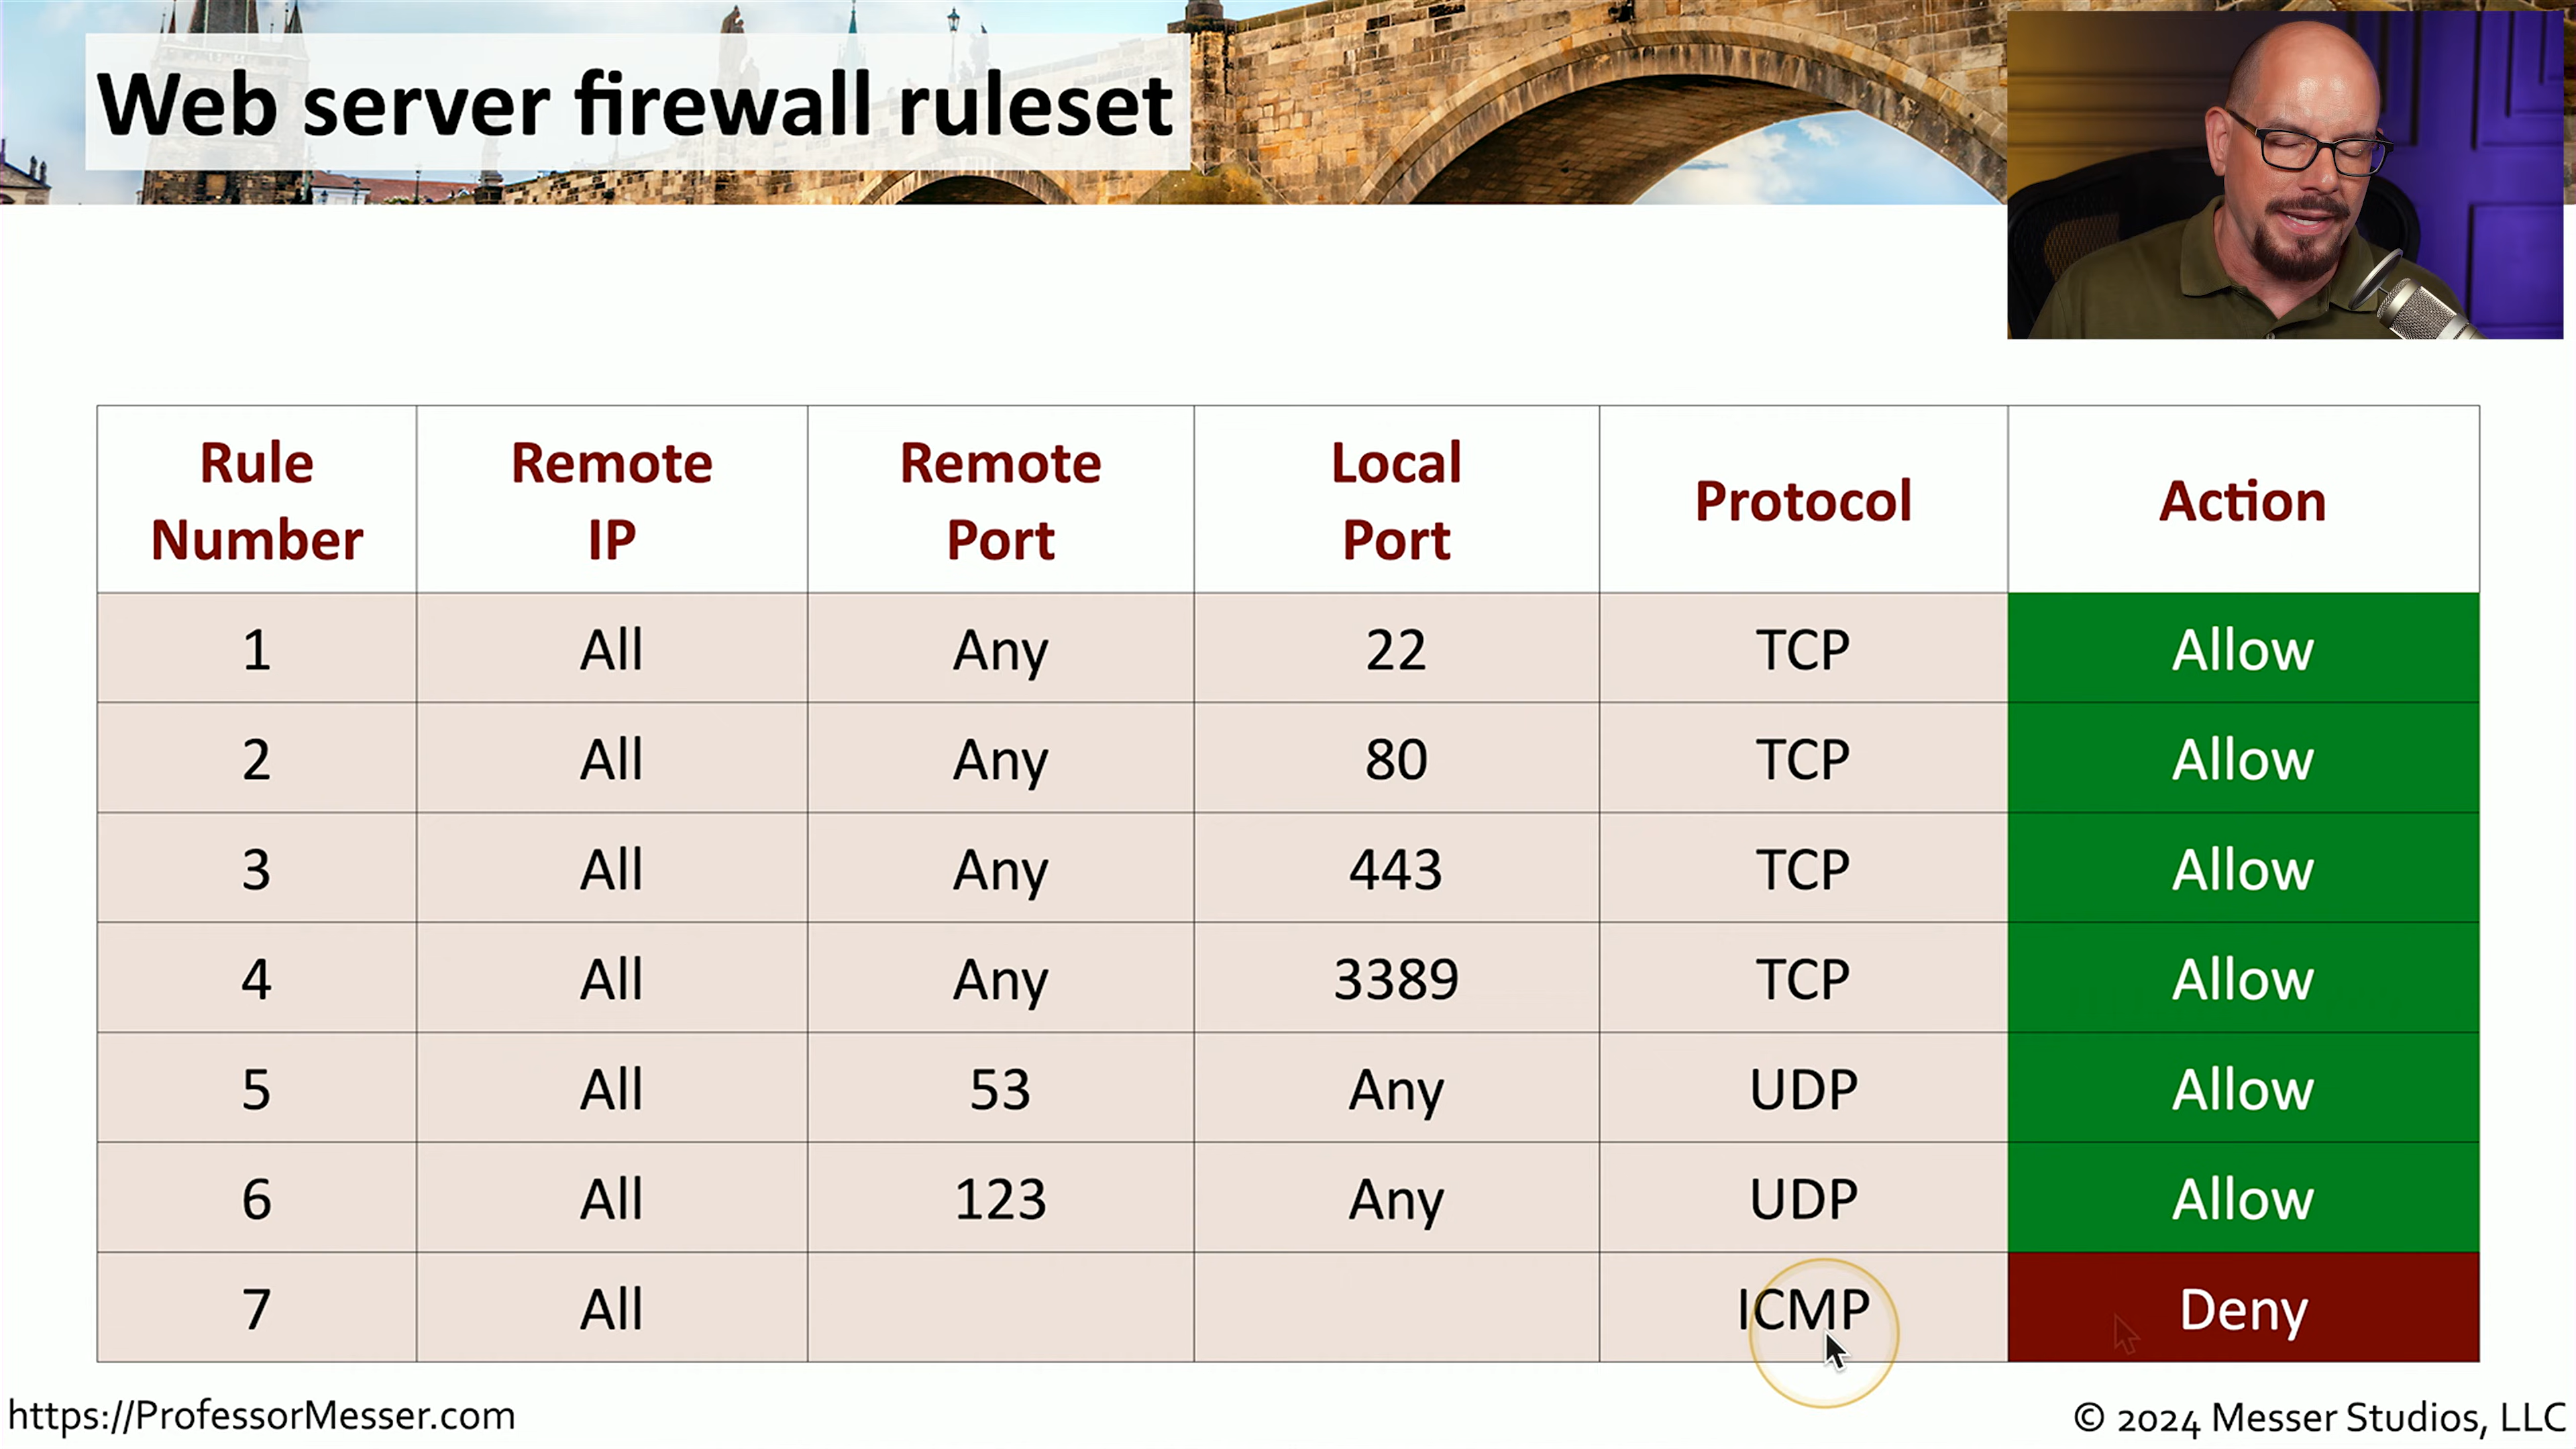 Web server firewall ruleset
Rule Number Remote IP Remote Port Local Port Protocol Action
1 All Any 22 TCP Allow
2 All Any 80 TCP Allow
3 All Any 443 TCP Allow
4 All Any 3389 TCP Allow
5 All 53 Any UDP Allow
6 All 123 Any UDP Allow
7 All ICMP Deny
https://ProfessorMesser.com
© 2024 Messer Studios, LLC